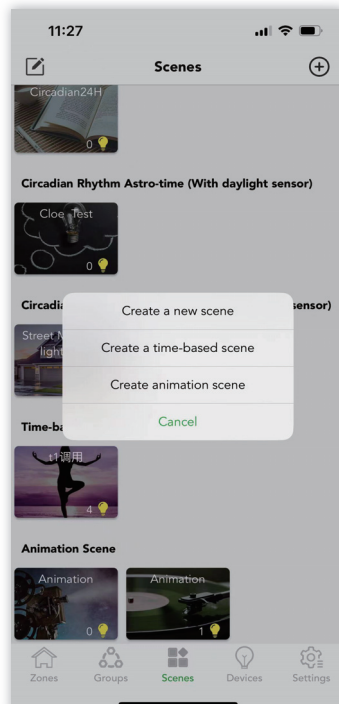 11:27
Scenes
Circadian24H
0
Circadian Rhythm Astro-time (With daylight sensor)
Cloe Test
0
Circadia
sensor)
Street
light
Create a new scene
Create a time-based scene
Create animation scene
Cancel
Time-ba
t1调用
4
Animation Scene
Animation
0
Animation
1
Zones
Groups
Scenes
Devices
Settings